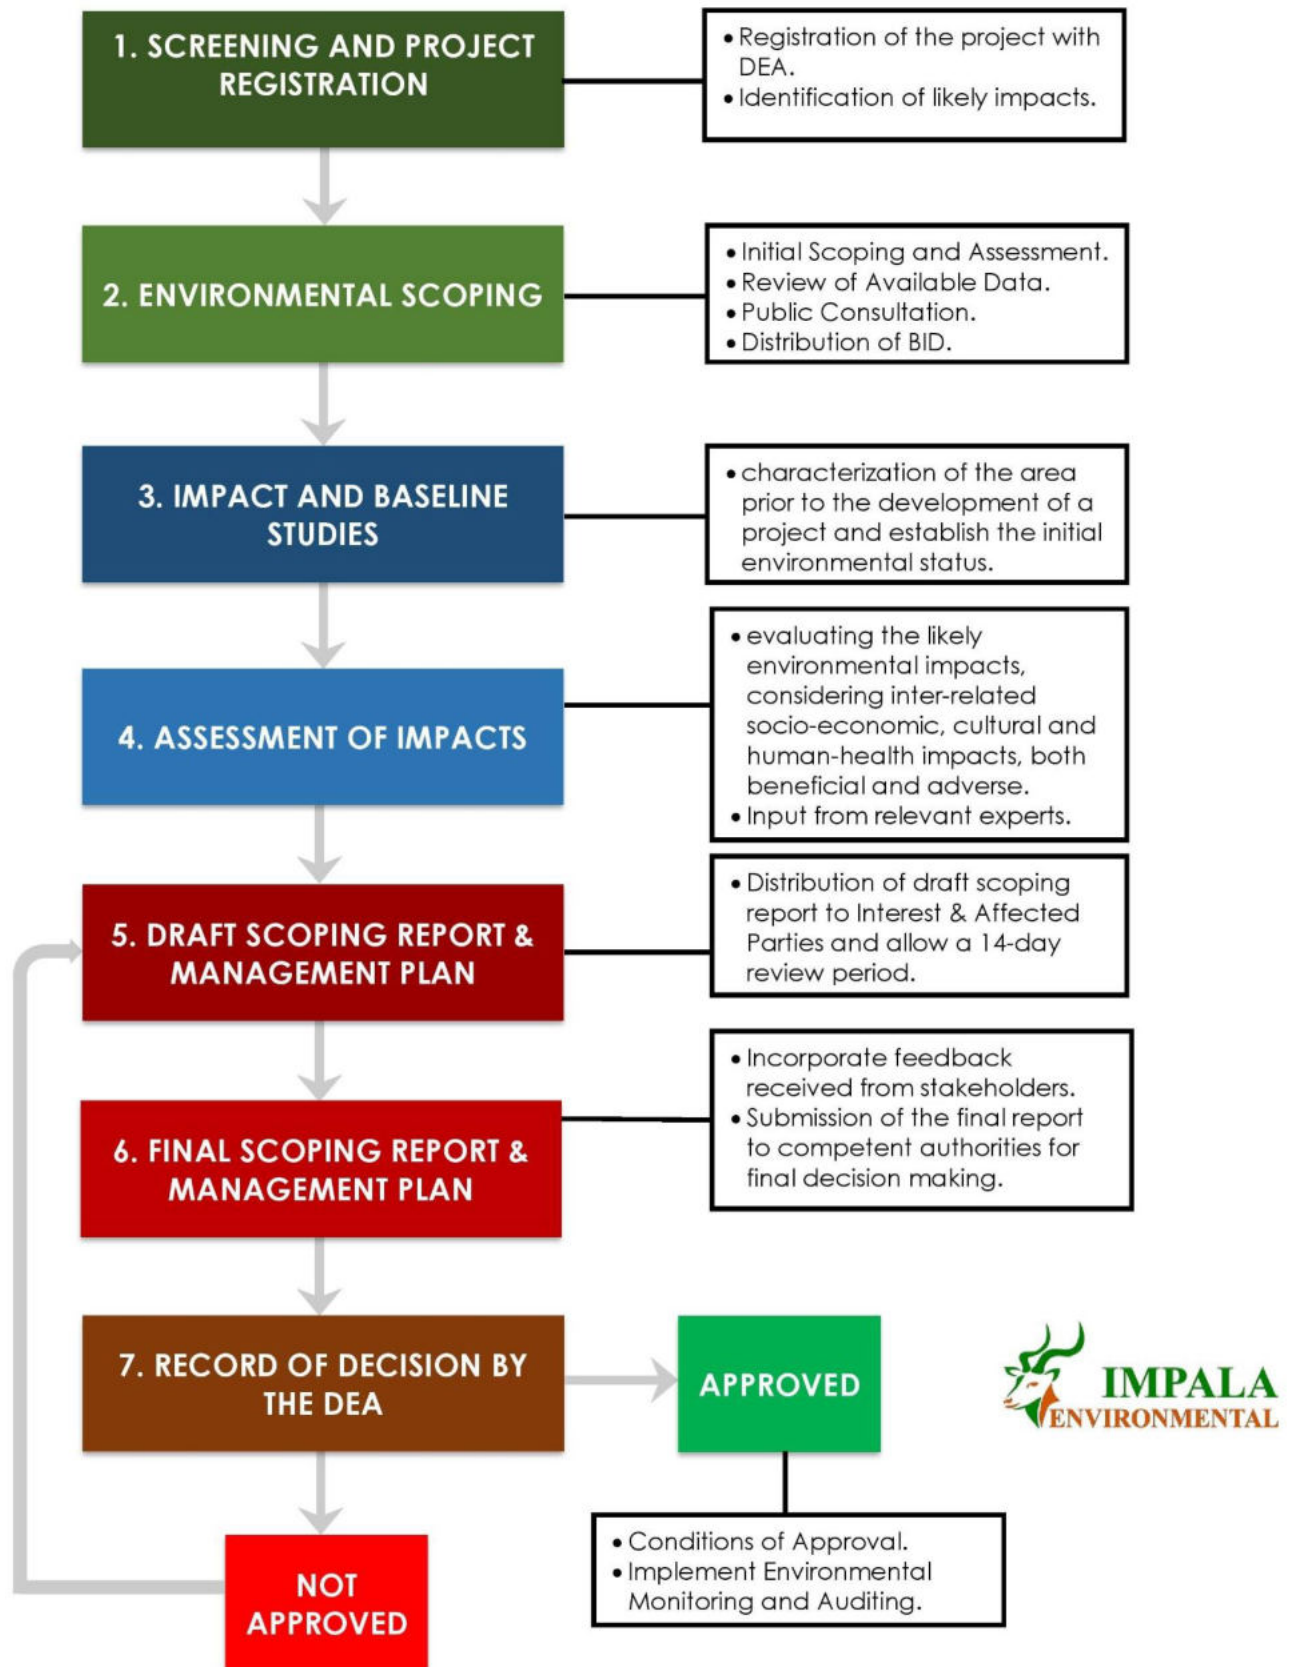 1. SCREENING AND PROJECT
REGISTRATION
• Registration of the project with
DEA.
• Identification of likely impacts.
2. ENVIRONMENTAL SCOPING
• Initial Scoping and Assessment.
• Review of Available Data.
• Public Consultation.
• Distribution of BID.
3. IMPACT AND BASELINE
STUDIES
• characterization of the area
prior to the development of a
project and establish the initial
environmental status.
4. ASSESSMENT OF IMPACTS
• evaluating the likely
environmental impacts,
considering inter-related
socio-economic, cultural and
human-health impacts, both
beneficial and adverse.
• Input from relevant experts.
5. DRAFT SCOPING REPORT &
MANAGEMENT PLAN
• Distribution of draft scoping
report to Interest & Affected
Parties and allow a 14-day
review period.
6. FINAL SCOPING REPORT &
MANAGEMENT PLAN
• Incorporate feedback
received from stakeholders.
• Submission of the final report
to competent authorities for
final decision making.
7. RECORD OF DECISION BY
THE DEA
APPROVED
IMPALA
ENVIRONMENTAL
• Conditions of Approval.
• Implement Environmental
Monitoring and Auditing.
NOT
APPROVED